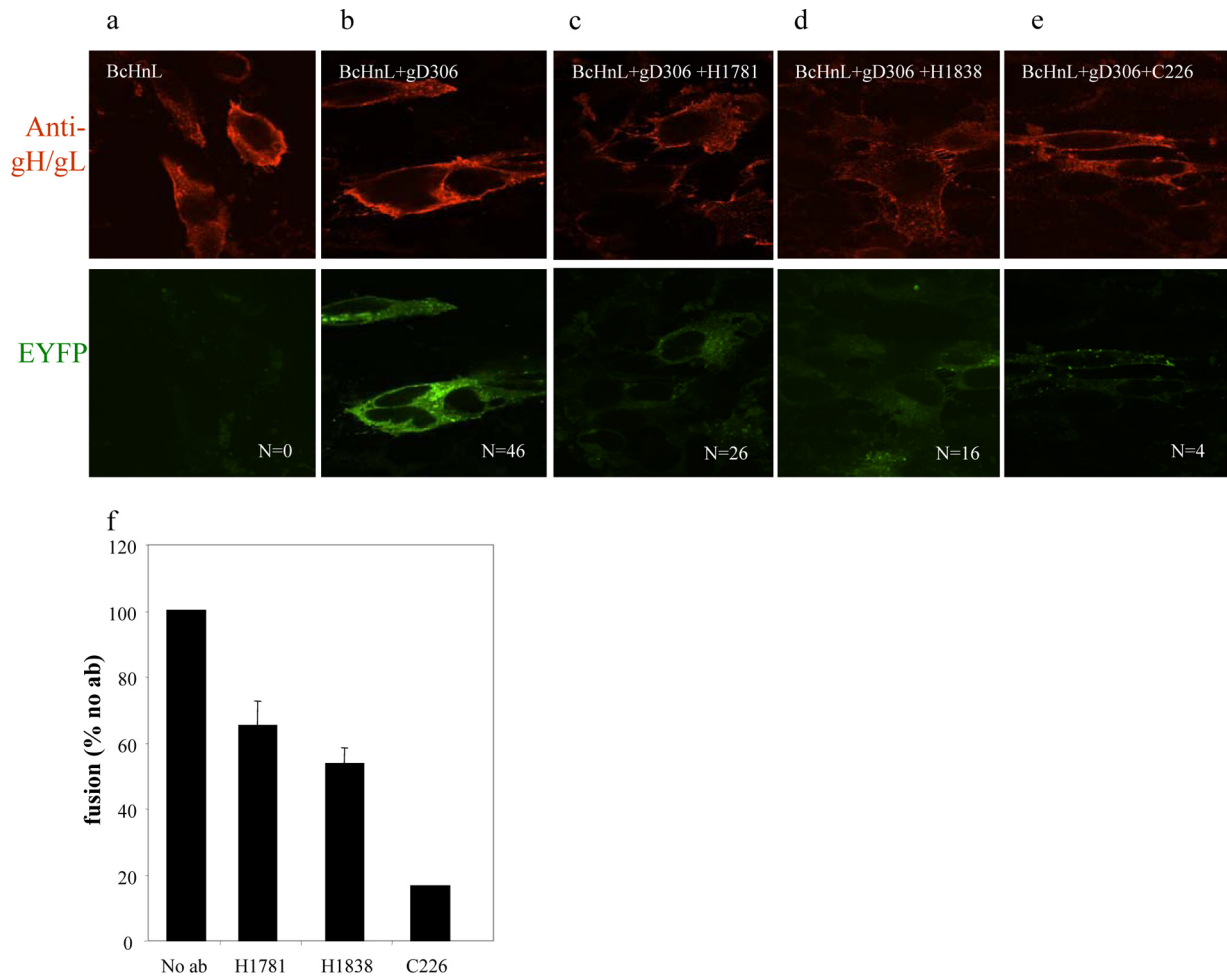 a
b
c
d
e
BcHnL
BcHnL+gD306
BcHnL+gD306 +H1781
BcHnL+gD306 +H1838
BcHnL+gD306+C226
Anti-
gH/gL
EYFP
N=0
N=46
N=26
N=16
N=4
f
120
100
80
60
40
20
0
fusion (% no ab)
No ab
H1781
H1838
C226